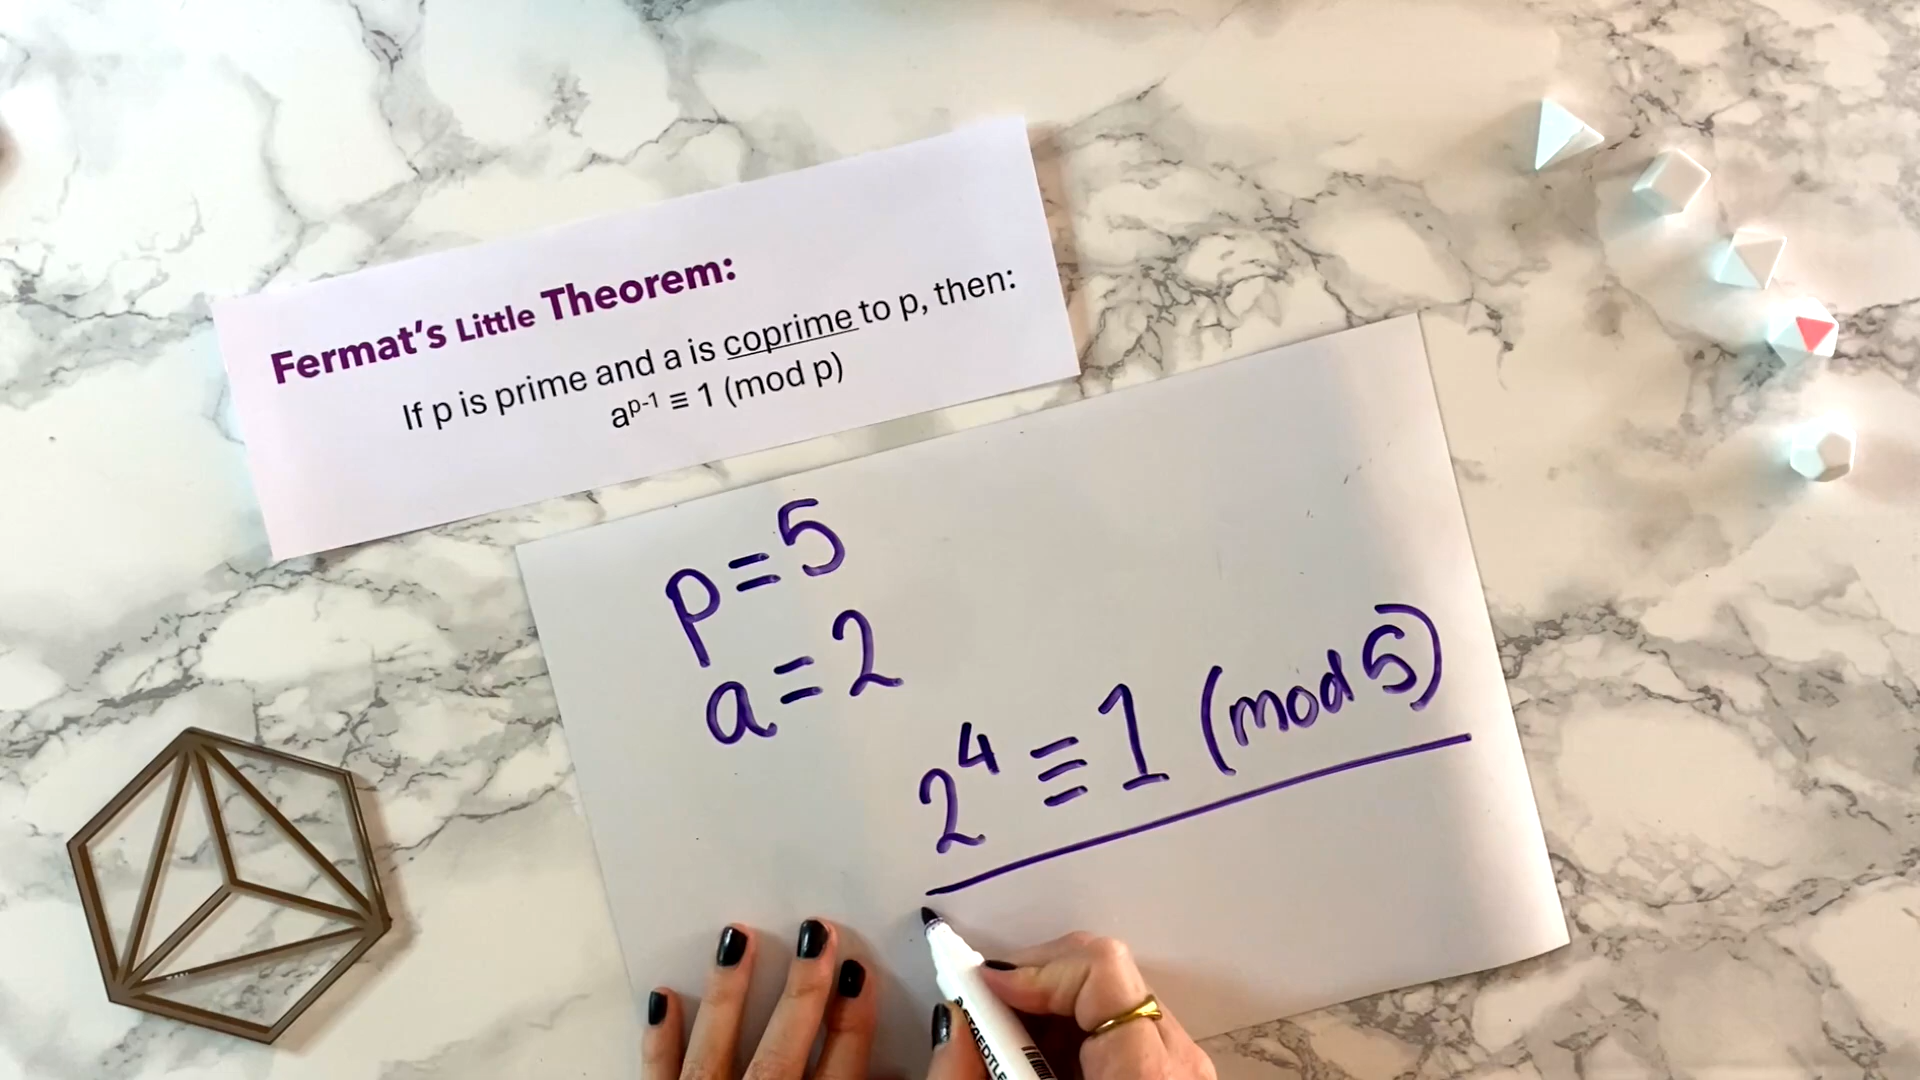 Fermat's Little Theorem:
If p is prime and a is coprime to p, then:
aᵖ⁻¹ ≡ 1 (mod p)
p=5
a=2
2⁴ ≡ 1 (mod 5)
STAEDTLE